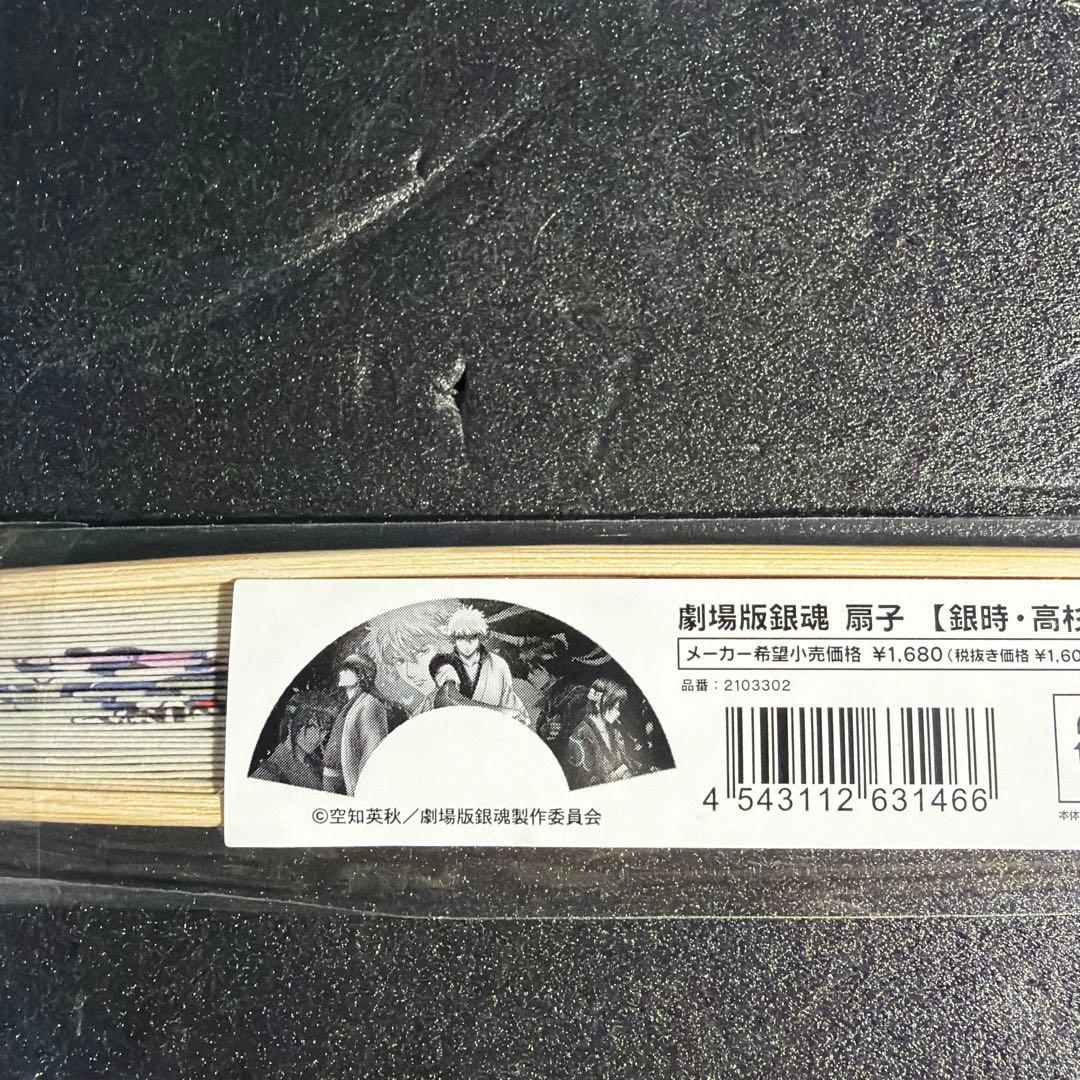 劇場版銀魂 扇子 【銀時・高杉
メーカー希望小売価格 ¥1,680(税抜き価格 ¥1,60
品番：2103302
4 543112 631466
本体
©空知英秋／劇場版銀魂製作委員会